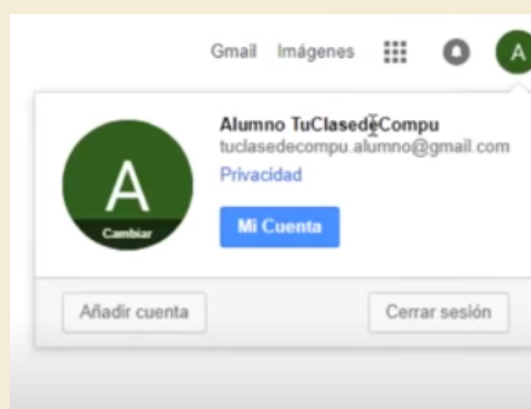 Gmail Imágenes A
Alumno TuClasedeCompu
tuclasedecompu.alumno@gmail.com
Privacidad
A
Cambiar
Mi Cuenta
Añadir cuenta Cerrar sesión